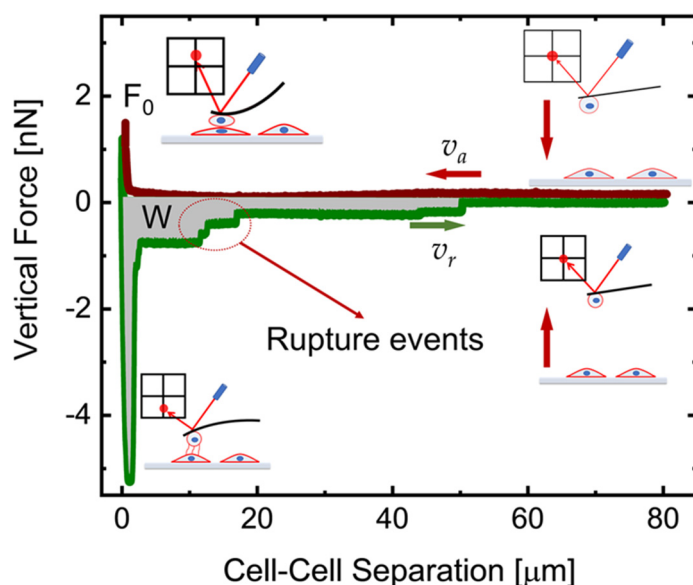 Vertical Force [nN]
2
0
-2
-4
F₀
W
vₐ
vᵣ
Rupture events
0
20
40
60
80
Cell-Cell Separation [μm]